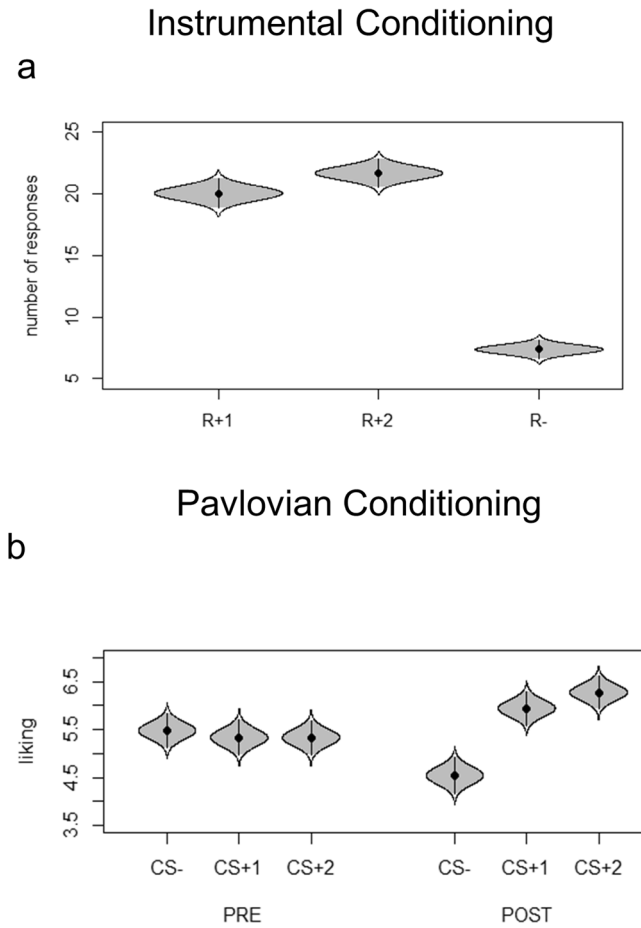 Instrumental Conditioning
a
number of responses
25
20
15
10
5
R+1 R+2 R-
Pavlovian Conditioning
b
liking
6.5
5.5
4.5
3.5
CS- CS+1 CS+2 CS- CS+1 CS+2
PRE POST